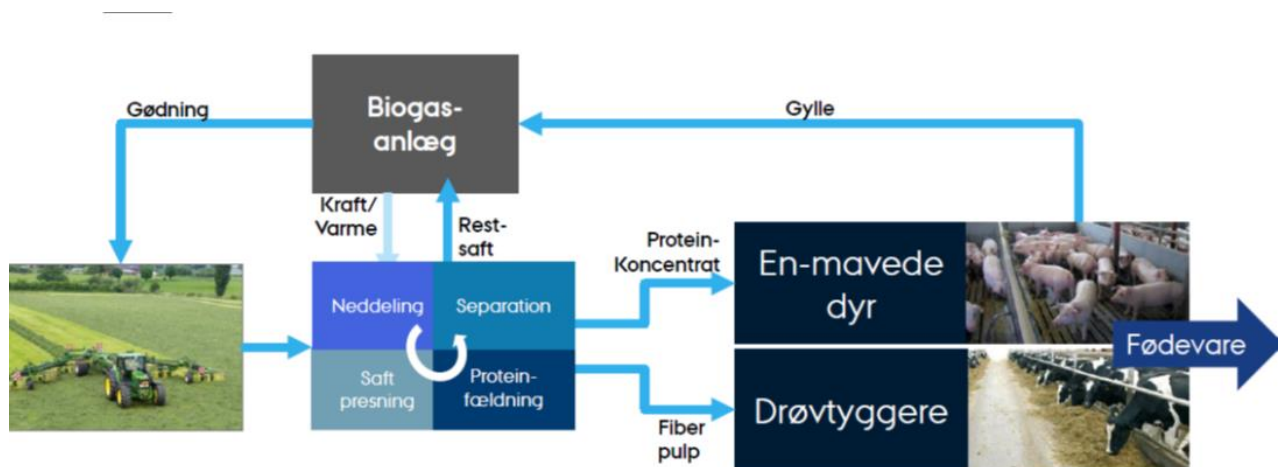 Gødning
Biogas-
anlæg
Gylle
Kraft/
Varme
Rest-
saft
Protein-
Koncentrat
En-mavede
dyr
Neddeling
Separation
Fødevare
Saft
presning
Protein-
fældning
Fiber
pulp
Drøvtyggere